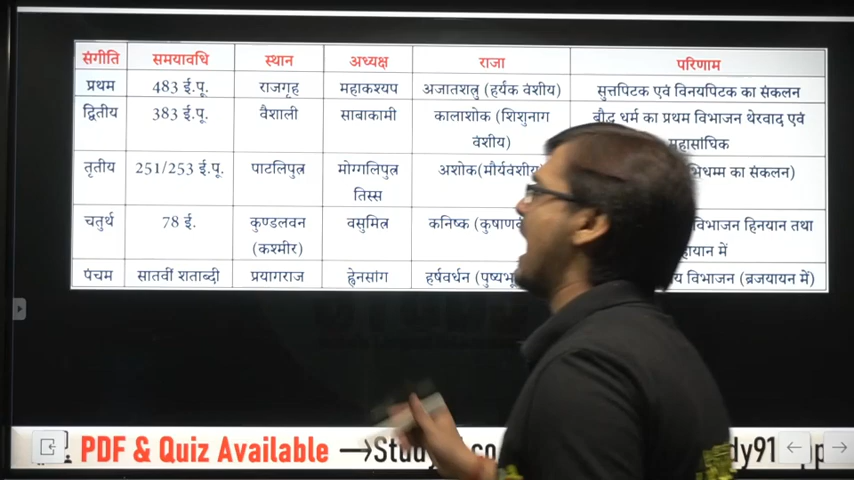 संगीति समयावधि स्थान अध्यक्ष राजा परिणाम
प्रथम 483 ई.पू. राजगृह महाकश्यप अजातशत्रु (हर्यक वंशीय) सुत्तपिटक एवं विनयपिटक का संकलन
द्वितीय 383 ई.पू. वैशाली साबाकामी कालाशोक (शिशुनाग वंशीय) बौद्ध धर्म का प्रथम विभाजन थेरवाद एवं महासांघिक
तृतीय 251/253 ई.पू. पाटलिपुत्र मोग्गलिपुत्र तिस्स अशोक(मौर्यवंशीय) का संकलन)
चतुर्थ 78 ई. कुण्डलवन (कश्मीर) वसुमित्र कनिष्क विभाजन हिनयान तथा में
पंचम सातवीं शताब्दी प्रयागराज ह्वेनसांग हर्षवर्धन विभाजन (ब्रजयायन में)
PDF & Quiz Available